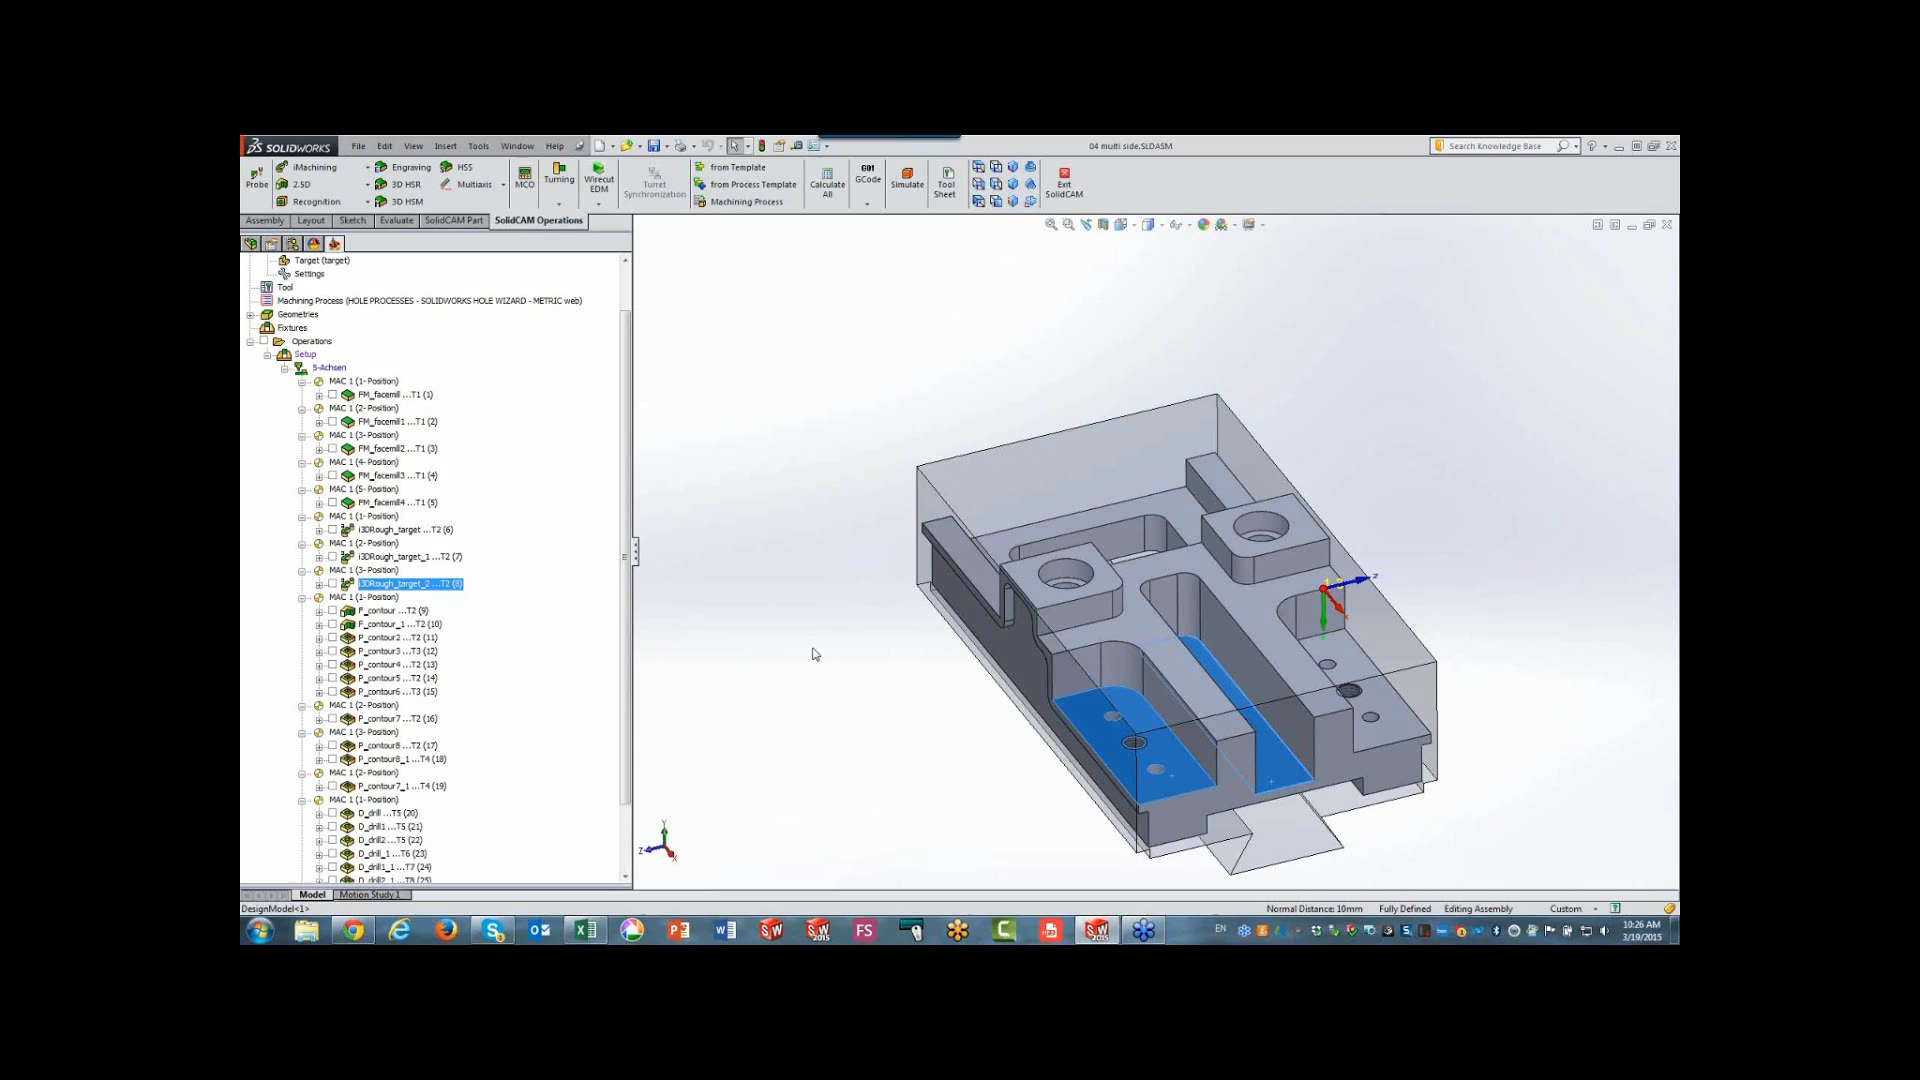 SOLIDWORKS File Edit View Insert Tools Window Help 04 multi side.SLDASM Search Knowledge Base
Probe iMachining Engraving HSS MCO Turning Wirecut EDM Turret Synchronization from Template Calculate All G01 GCode Simulate Tool Sheet Exit SolidCAM
2.5D 3D HSR Multiaxis from Process Template
Recognition 3D HSM Machining Process
Assembly Layout Sketch Evaluate SolidCAM Part SolidCAM Operations
Target (target)
Settings
Tool
Machining Process (HOLE PROCESSES - SOLIDWORKS HOLE WIZARD - METRIC web)
Geometries
Fixtures
Operations
Setup
5-Achsen
MAC 1 (1- Position)
FM_facemill ...T1 (1)
MAC 1 (2- Position)
FM_facemill1 ...T1 (2)
MAC 1 (3- Position)
FM_facemill2 ...T1 (3)
MAC 1 (4- Position)
FM_facemill3 ...T1 (4)
MAC 1 (5- Position)
FM_facemill4 ...T1 (5)
MAC 1 (1- Position)
i3DRough_target ...T2 (6)
MAC 1 (2- Position)
i3DRough_target_1 ...T2 (7)
MAC 1 (3- Position)
i3DRough_target_2 ...T2 (8)
MAC 1 (1- Position)
F_contour ...T2 (9)
F_contour_1 ...T2 (10)
P_contour2 ...T2 (11)
P_contour3 ...T3 (12)
P_contour4 ...T2 (13)
P_contour5 ...T2 (14)
P_contour6 ...T3 (15)
MAC 1 (2- Position)
P_contour7 ...T2 (16)
MAC 1 (3- Position)
P_contour8 ...T2 (17)
P_contour8_1 ...T4 (18)
MAC 1 (2- Position)
P_contour7_1 ...T4 (19)
MAC 1 (1- Position)
D_drill ...T5 (20)
D_drill1 ...T5 (21)
D_drill2 ...T5 (22)
D_drill_1 ...T6 (23)
D_drill1_1 ...T7 (24)
D_drill2_1 ...T8 (25)
Z
X
Y
Z
X
Model Motion Study 1
DesignModel<1> Normal Distance: 10mm Fully Defined Editing Assembly Custom
SW SW 2015 FS SW 2015 EN 10:26 AM
3/19/2015